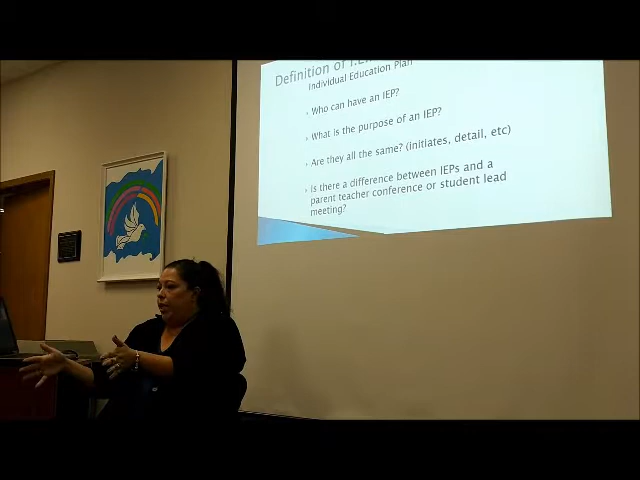 Definition of I.E.
Individual Education Plan
Who can have an IEP?
What is the purpose of an IEP?
Are they all the same? (initiates, detail, etc)
Is there a difference between IEPs and a
parent teacher conference or student lead
meeting?